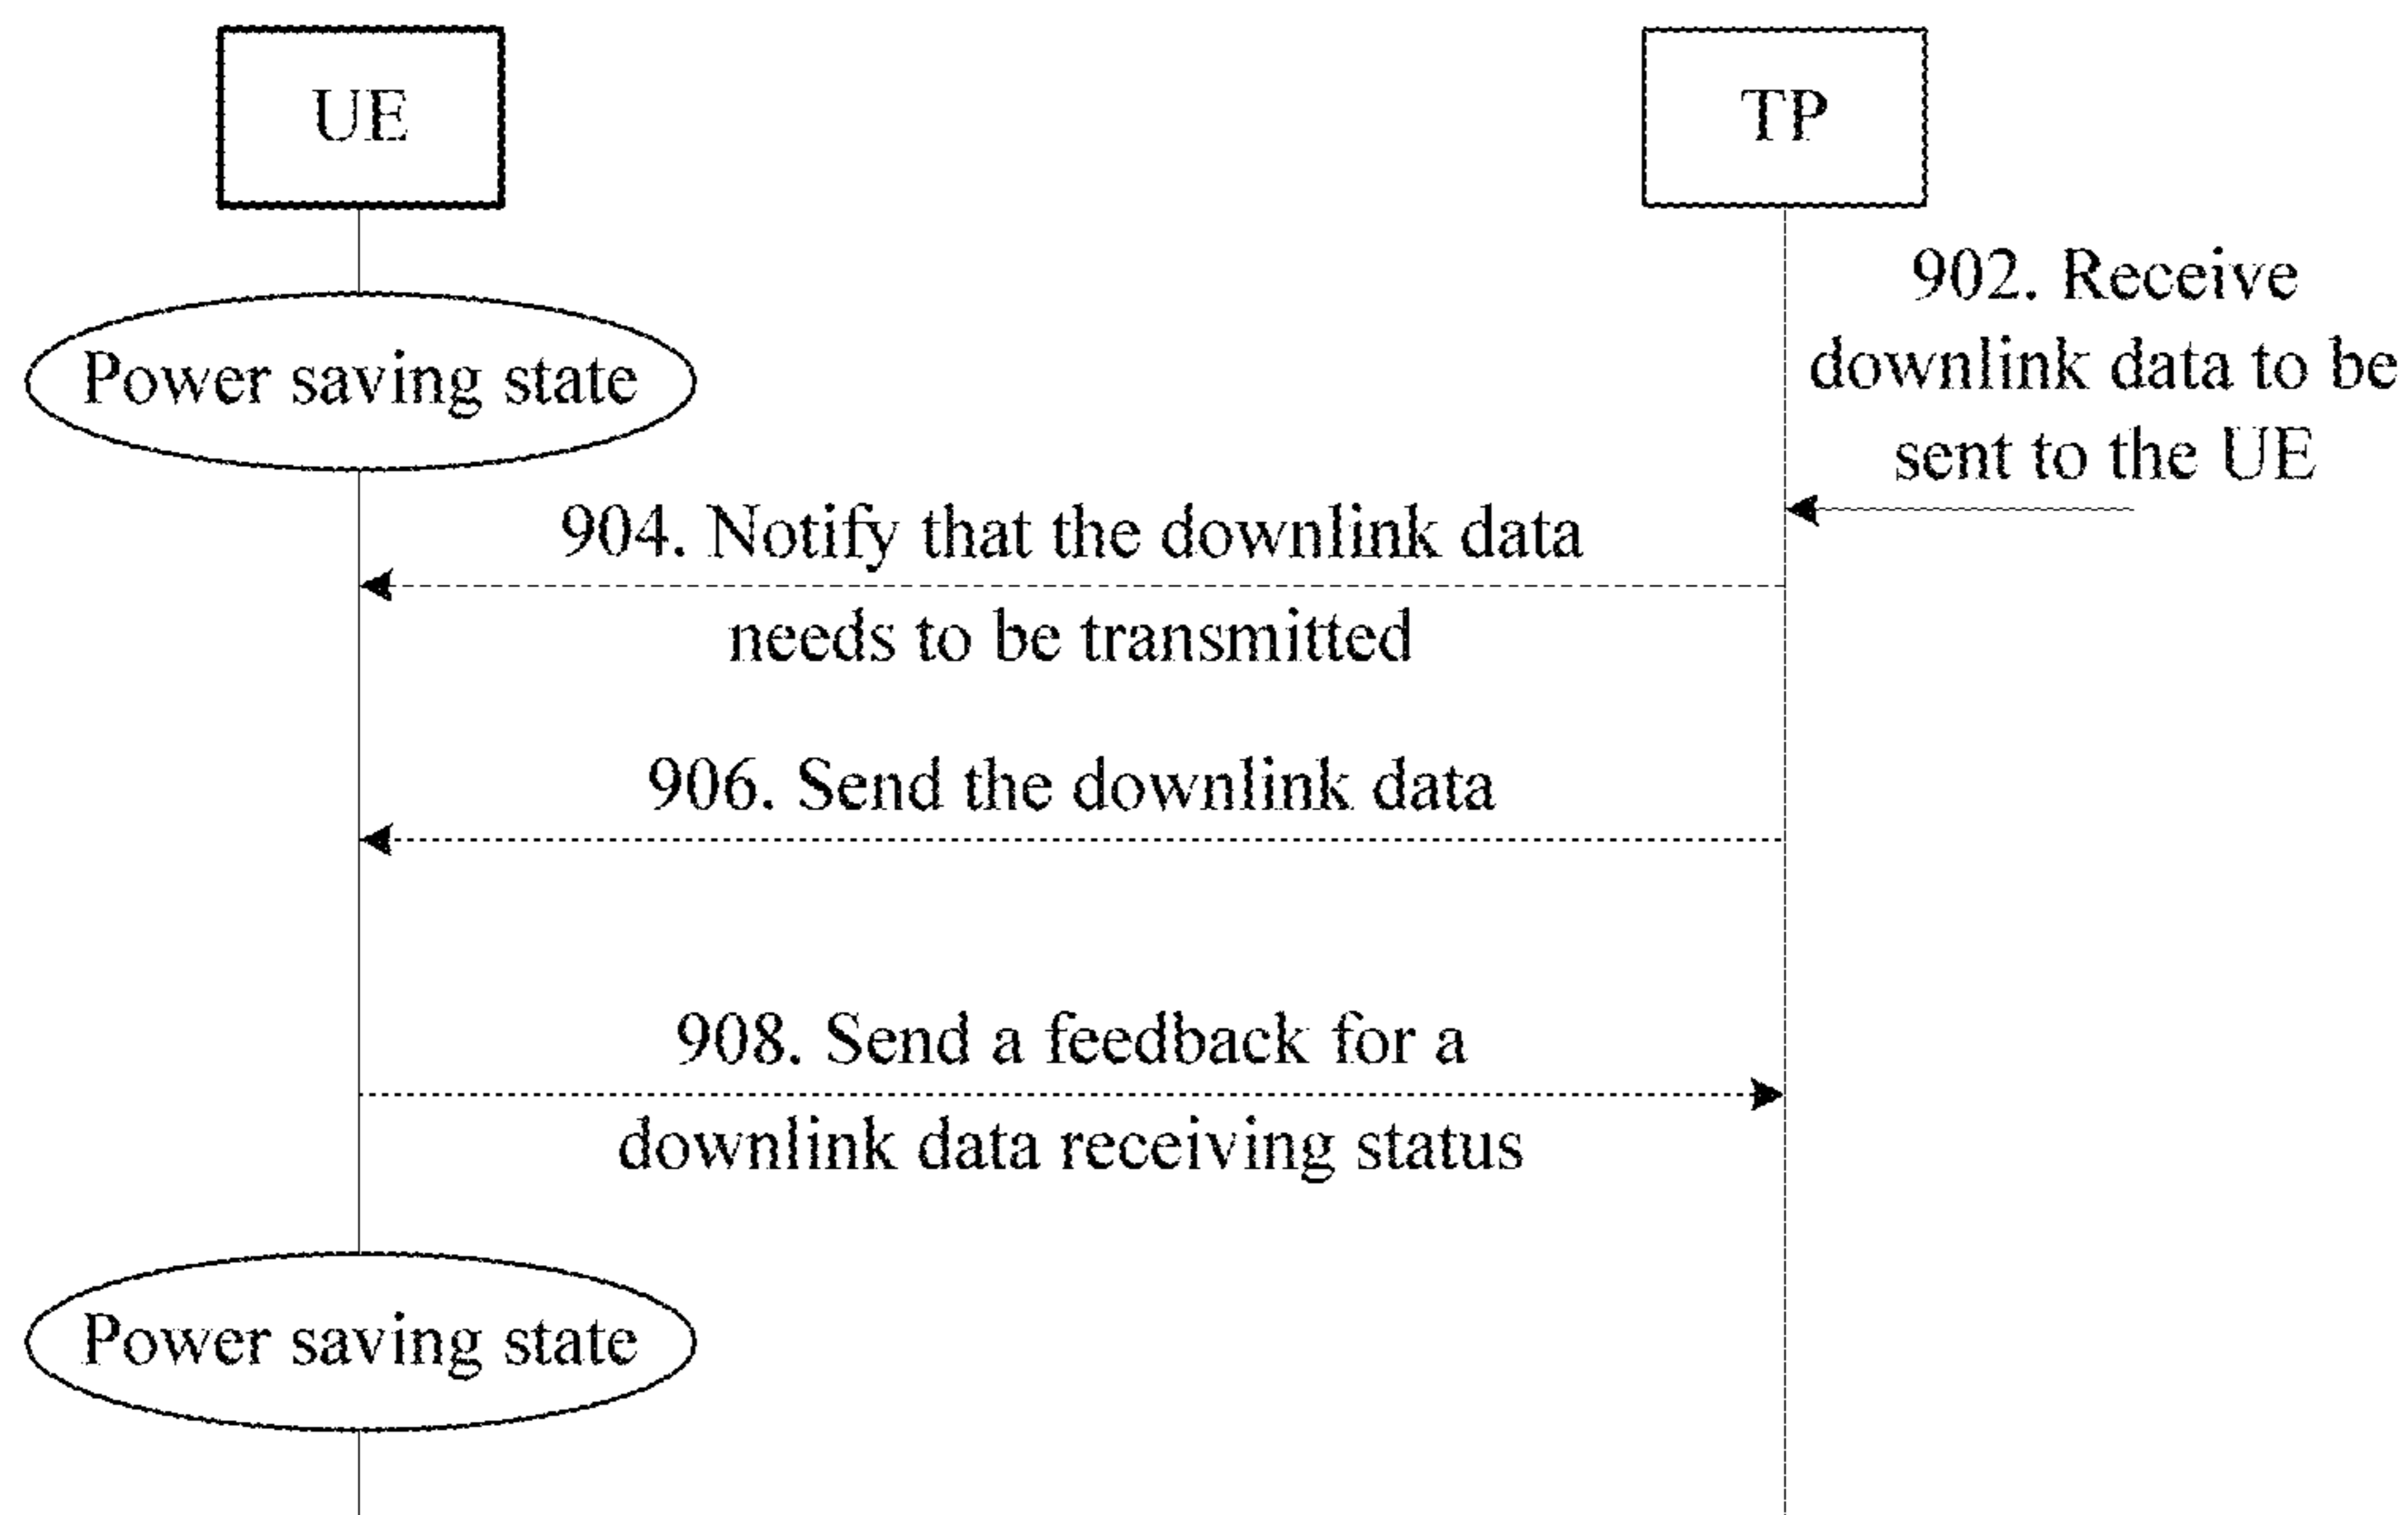 UE
TP
902. Receive
downlink data to be
sent to the UE
Power saving state
904. Notify that the downlink data
needs to be transmitted
906. Send the downlink data
908. Send a feedback for a
downlink data receiving status
Power saving state